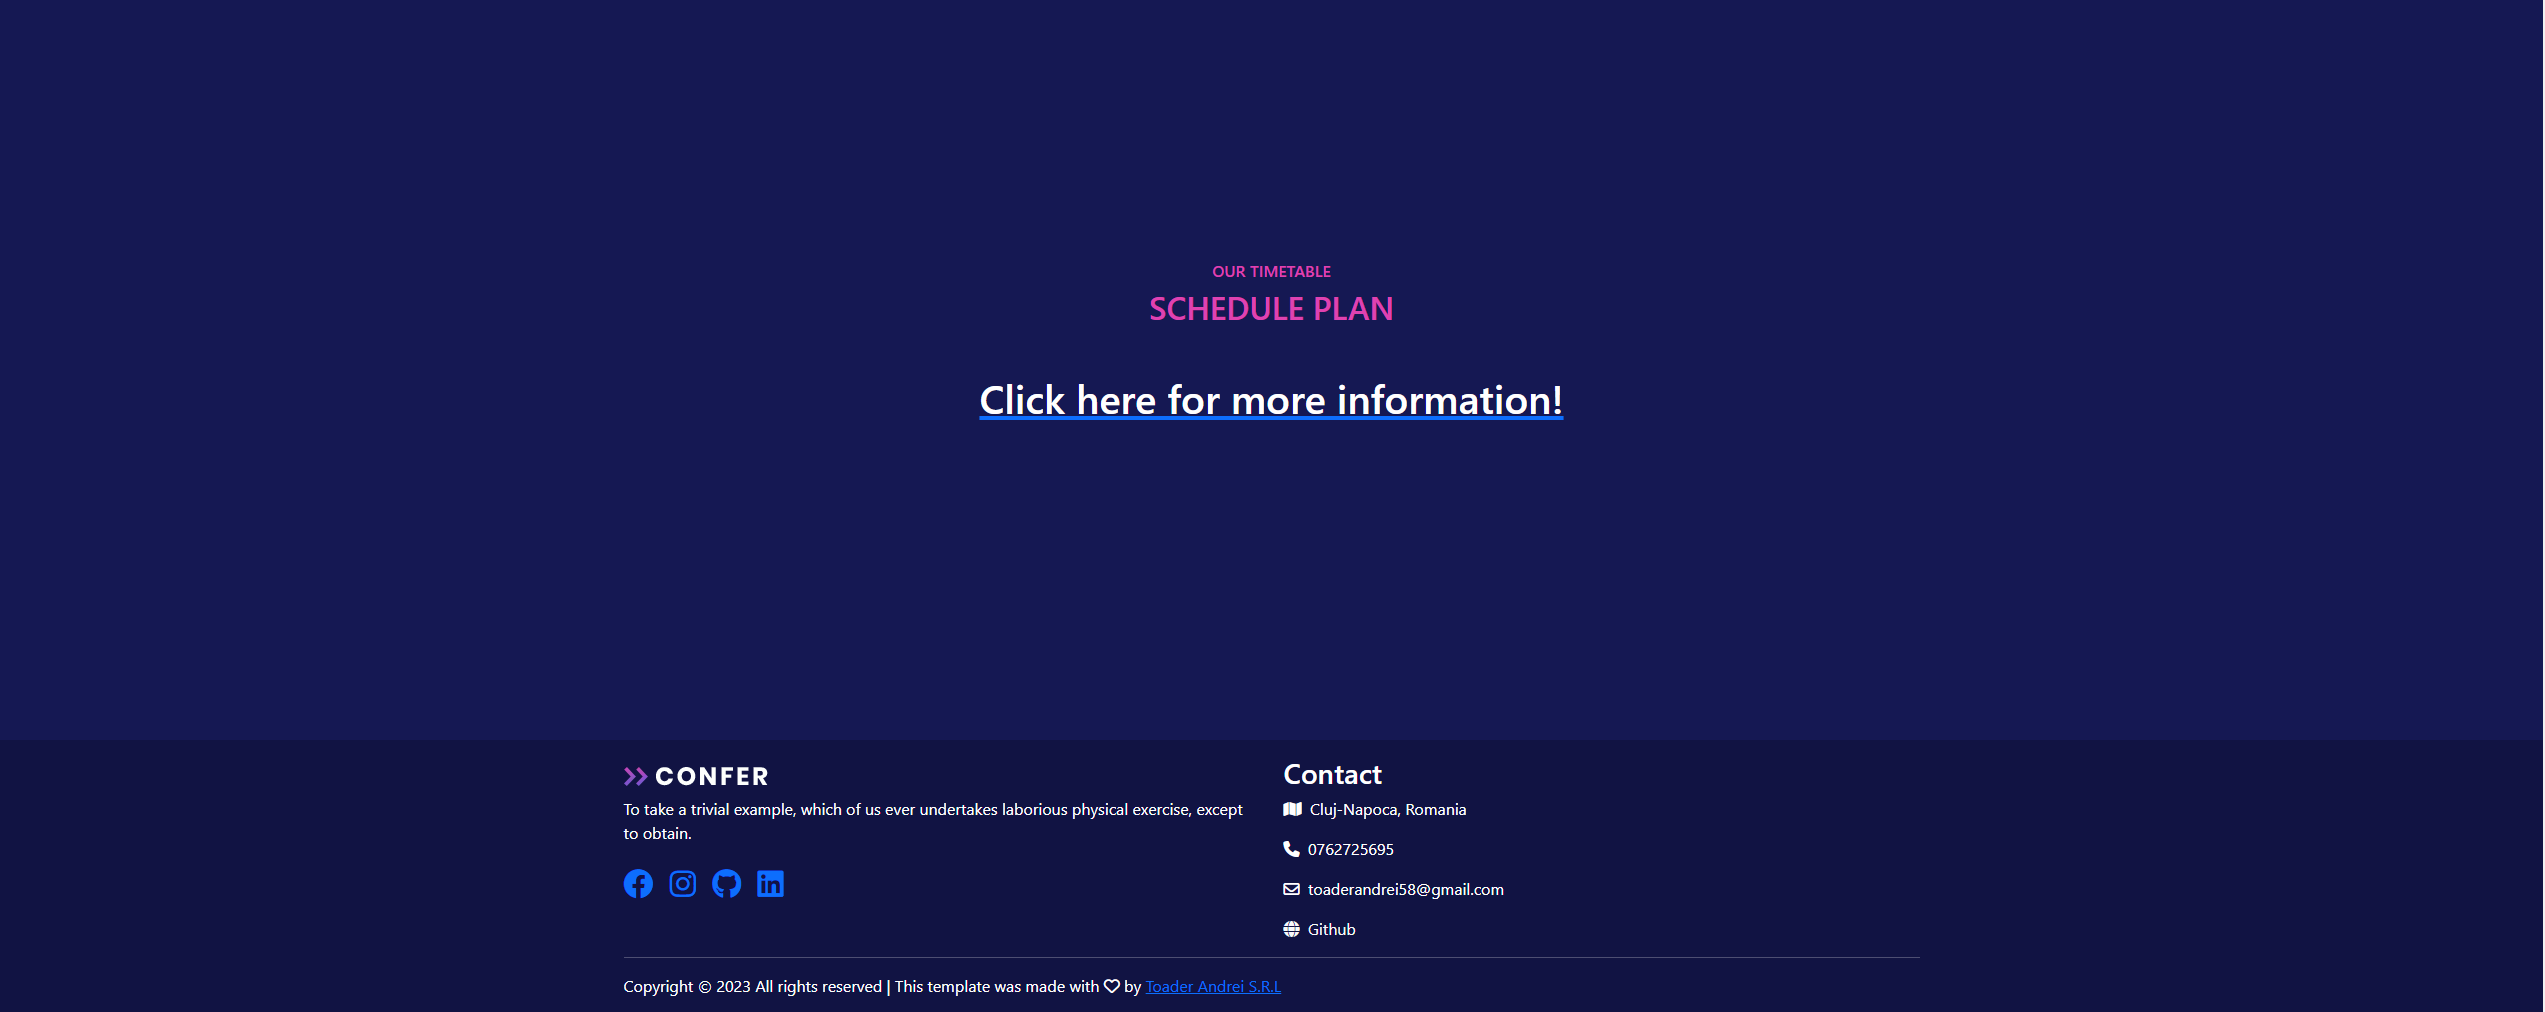 OUR TIMETABLE
SCHEDULE PLAN
Click here for more information!
CONFER
To take a trivial example, which of us ever undertakes laborious physical exercise, except
to obtain.
Contact
Cluj-Napoca, Romania
0762725695
toaderandrei58@gmail.com
Github
Copyright © 2023 All rights reserved | This template was made with ♡ by Toader Andrei S.R.L